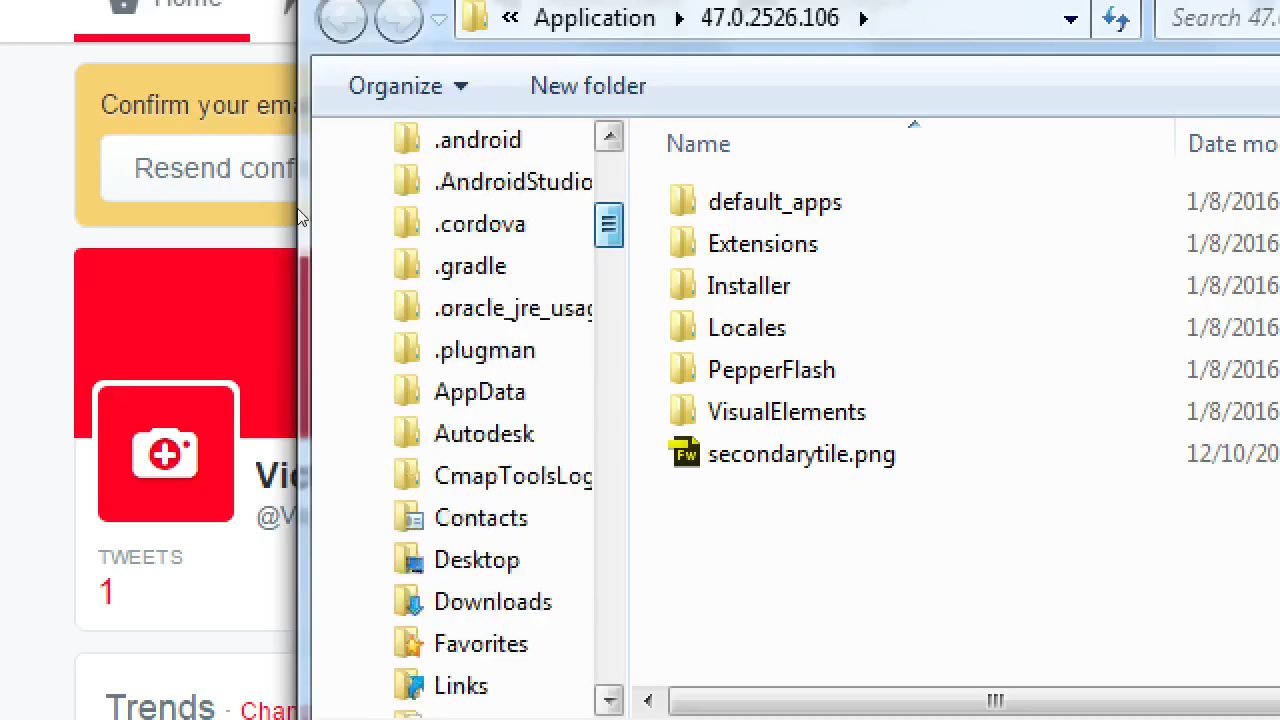 Home
Application 47.0.2526.106
Search 47.
Confirm your ema
Resend conf
Organize New folder
Name Date mo
.android
.AndroidStudio
.cordova
.gradle
.oracle_jre_usag
.plugman
AppData
Autodesk
CmapToolsLog
Contacts
Desktop
Downloads
Favorites
Links
default_apps 1/8/2016
Extensions 1/8/2016
Installer 1/8/2016
Locales 1/8/2016
PepperFlash 1/8/2016
VisualElements 1/8/2016
Fw secondarytile.png 12/10/20
Vic
@V
TWEETS
1
Trends · Chan